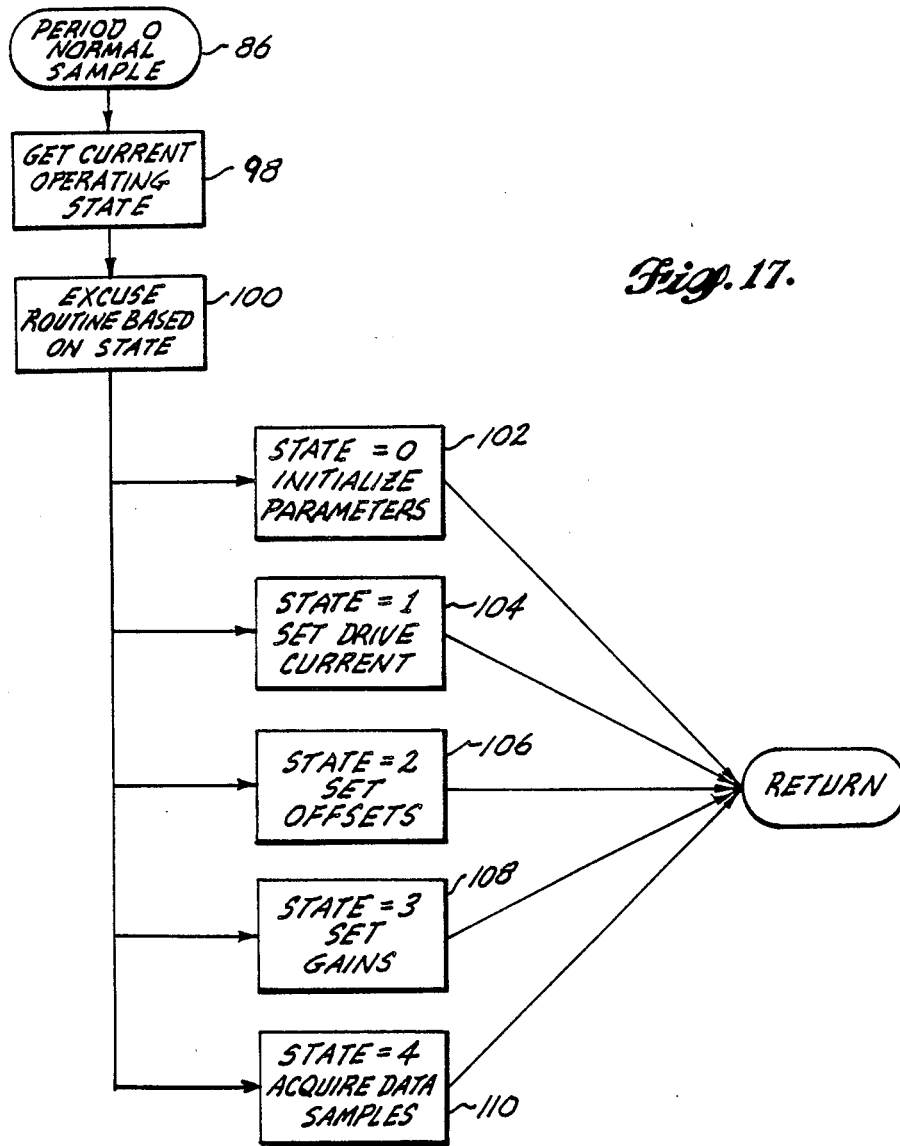 PERIOD 0
NORMAL
SAMPLE
86
GET CURRENT
OPERATING
STATE
98
EXCUSE
ROUTINE BASED
ON STATE
100
Fig. 17.
STATE = 0
INITIALIZE
PARAMETERS
102
STATE = 1
SET DRIVE
CURRENT
104
STATE = 2
SET
OFFSETS
106
RETURN
STATE = 3
SET
GAINS
108
STATE = 4
ACQUIRE DATA
SAMPLES
110